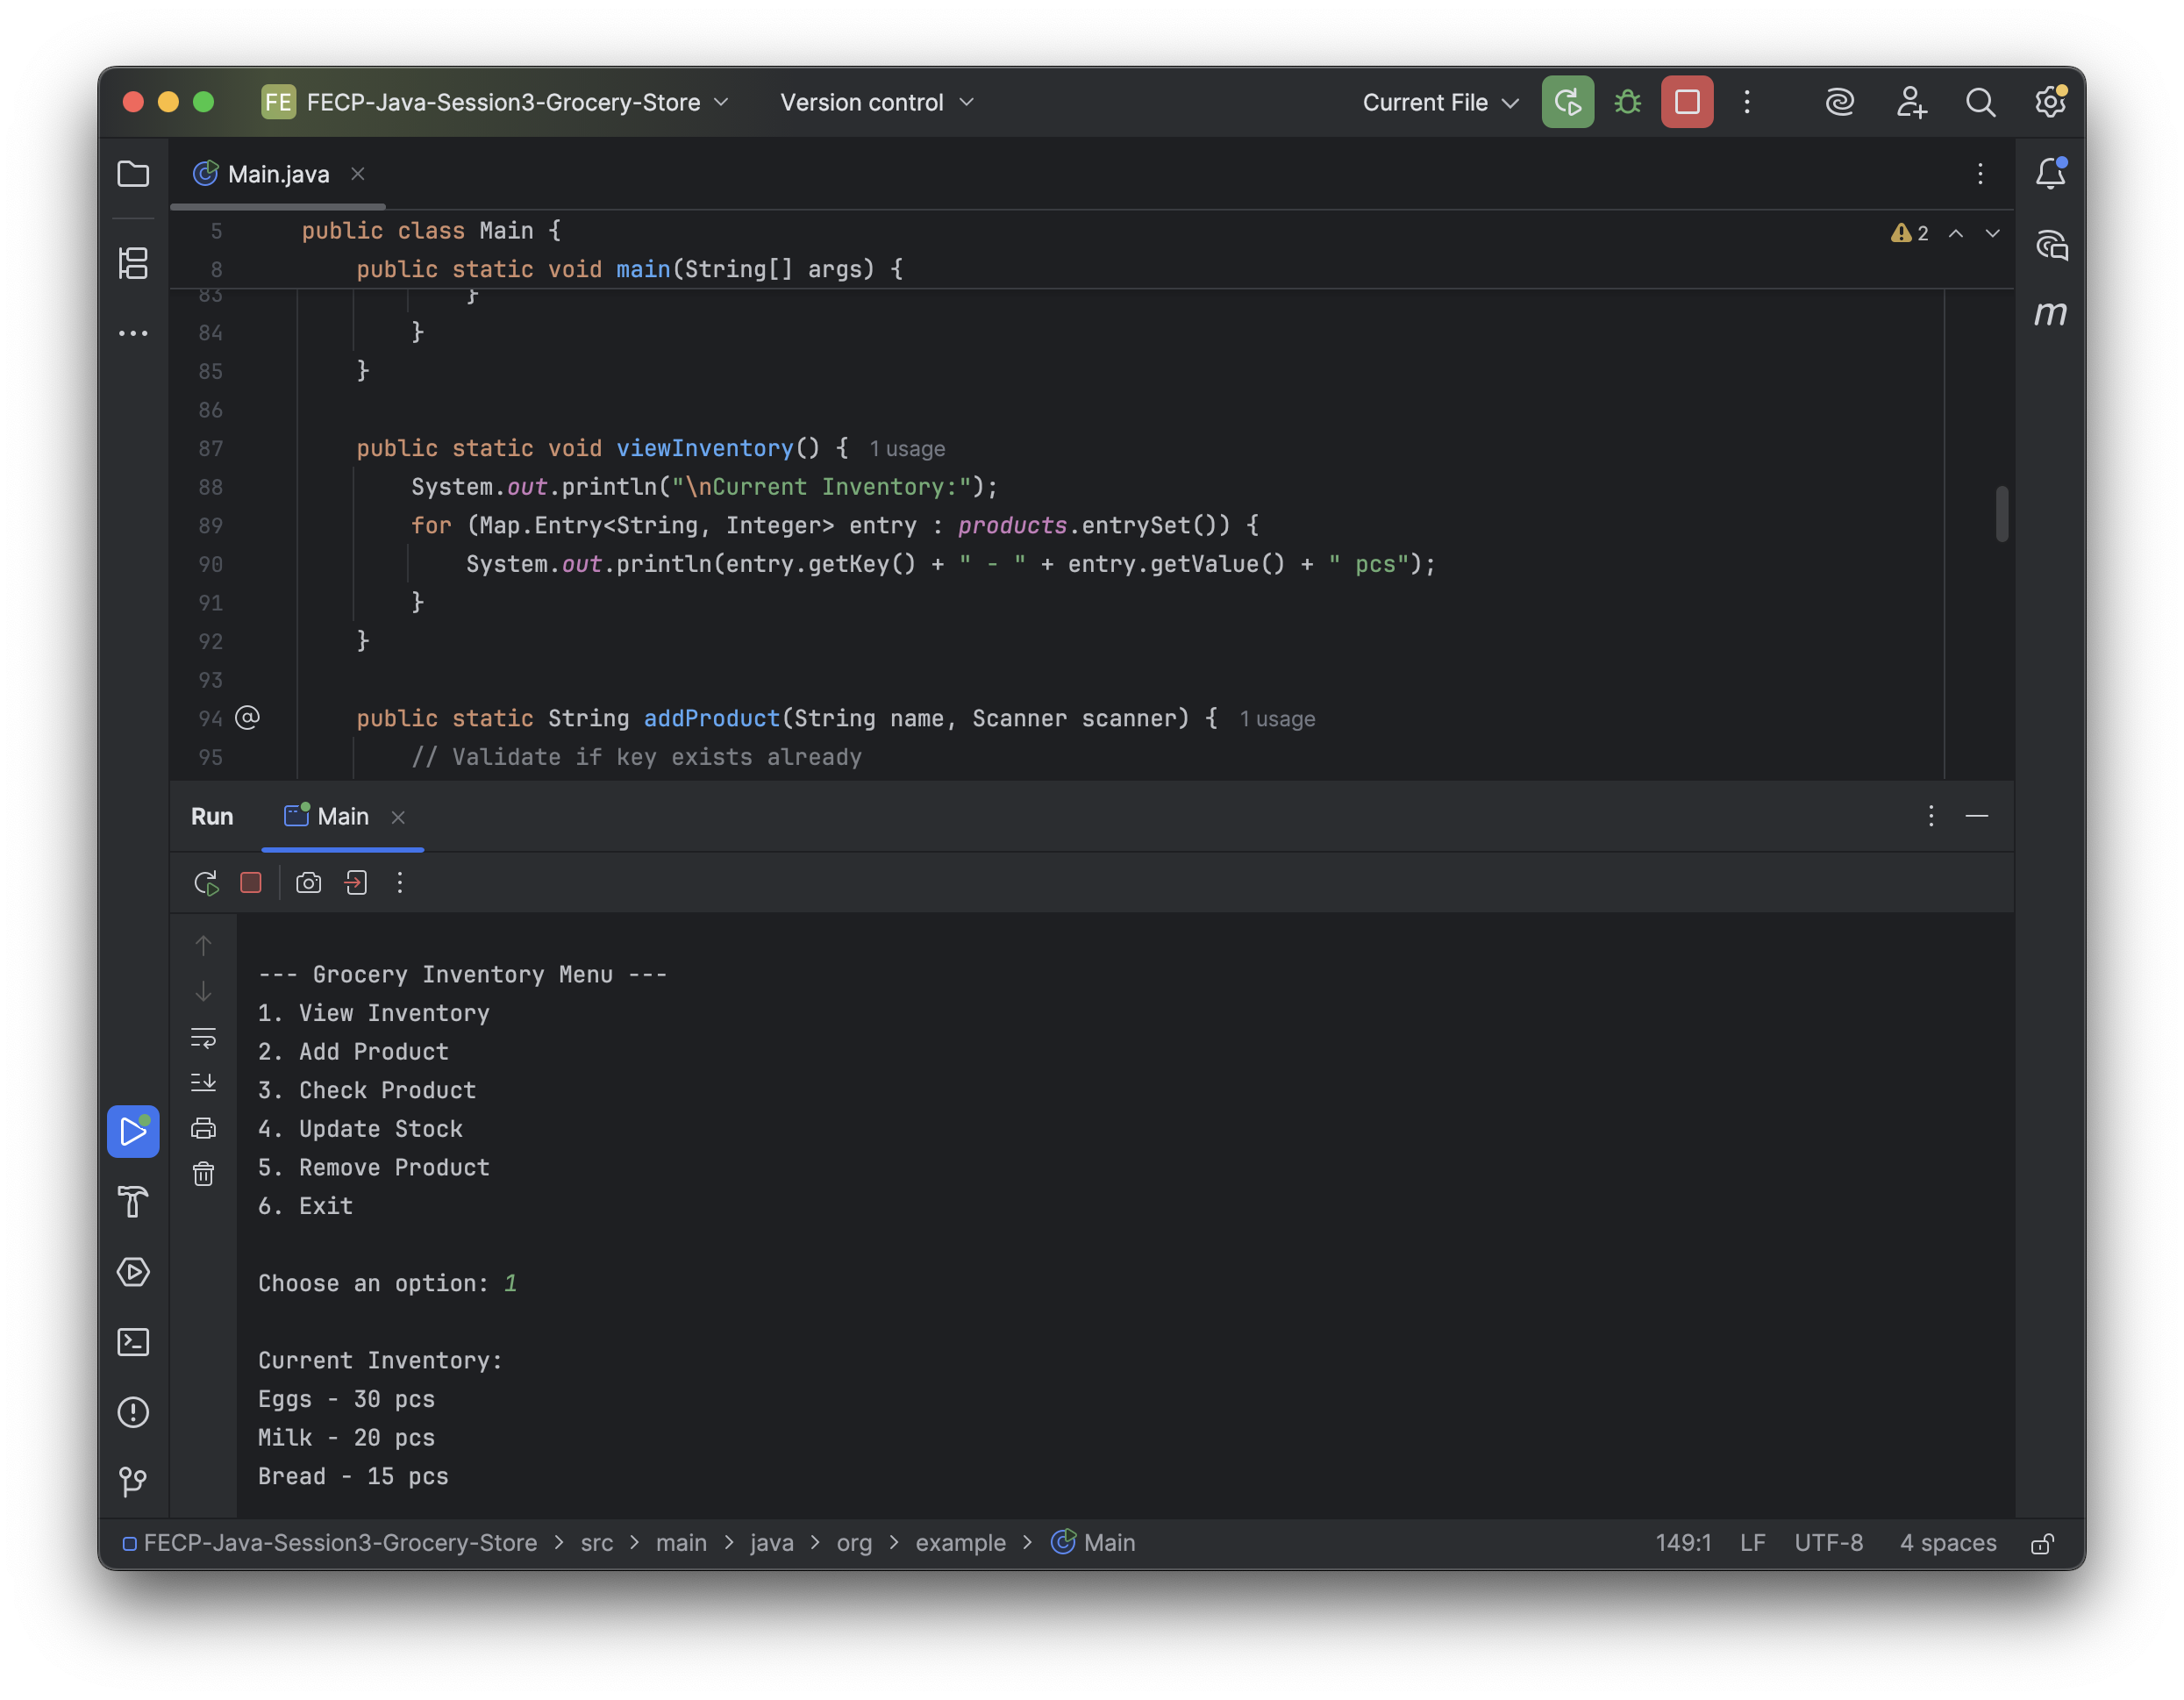 FE FECP-Java-Session3-Grocery-Store Version control Current File
Main.java
5 public class Main { 2
8 public static void main(String[] args) {
83 }
84 }
85 }
86
87 public static void viewInventory() { 1 usage
88 System.out.println("\nCurrent Inventory:");
89 for (Map.Entry<String, Integer> entry : products.entrySet()) {
90 System.out.println(entry.getKey() + " - " + entry.getValue() + " pcs");
91 }
92 }
93
94 public static String addProduct(String name, Scanner scanner) { 1 usage
95 // Validate if key exists already
Run Main
--- Grocery Inventory Menu ---
1. View Inventory
2. Add Product
3. Check Product
4. Update Stock
5. Remove Product
6. Exit
Choose an option: 1
Current Inventory:
Eggs - 30 pcs
Milk - 20 pcs
Bread - 15 pcs
FECP-Java-Session3-Grocery-Store > src > main > java > org > example > Main 149:1 LF UTF-8 4 spaces